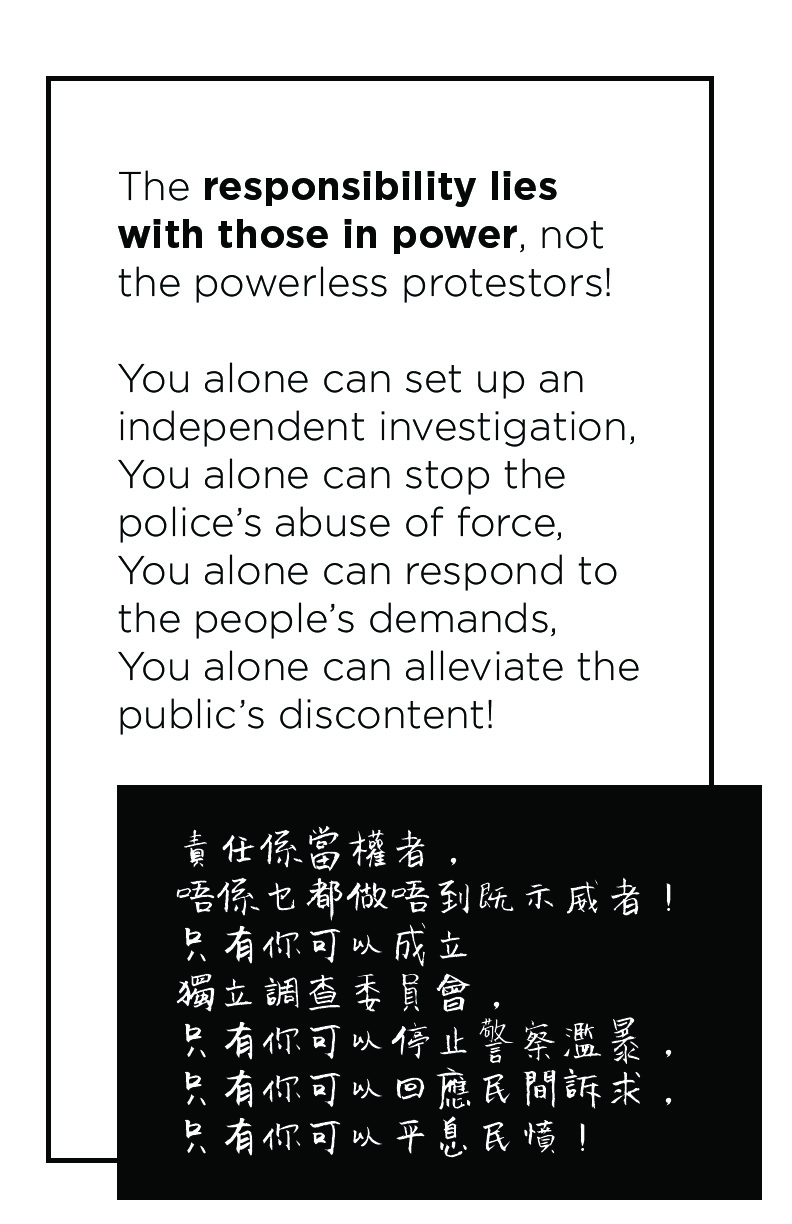 The responsibility lies
with those in power, not
the powerless protestors!
You alone can set up an
independent investigation,
You alone can stop the
police’s abuse of force,
You alone can respond to
the people’s demands,
You alone can alleviate the
public’s discontent!
責任係當權者，
唔係乜都做唔到既示威者！
只有你可以成立
獨立調查委員會，
只有你可以停止警察濫暴，
只有你可以回應民間訴求，
只有你可以平息民憤！